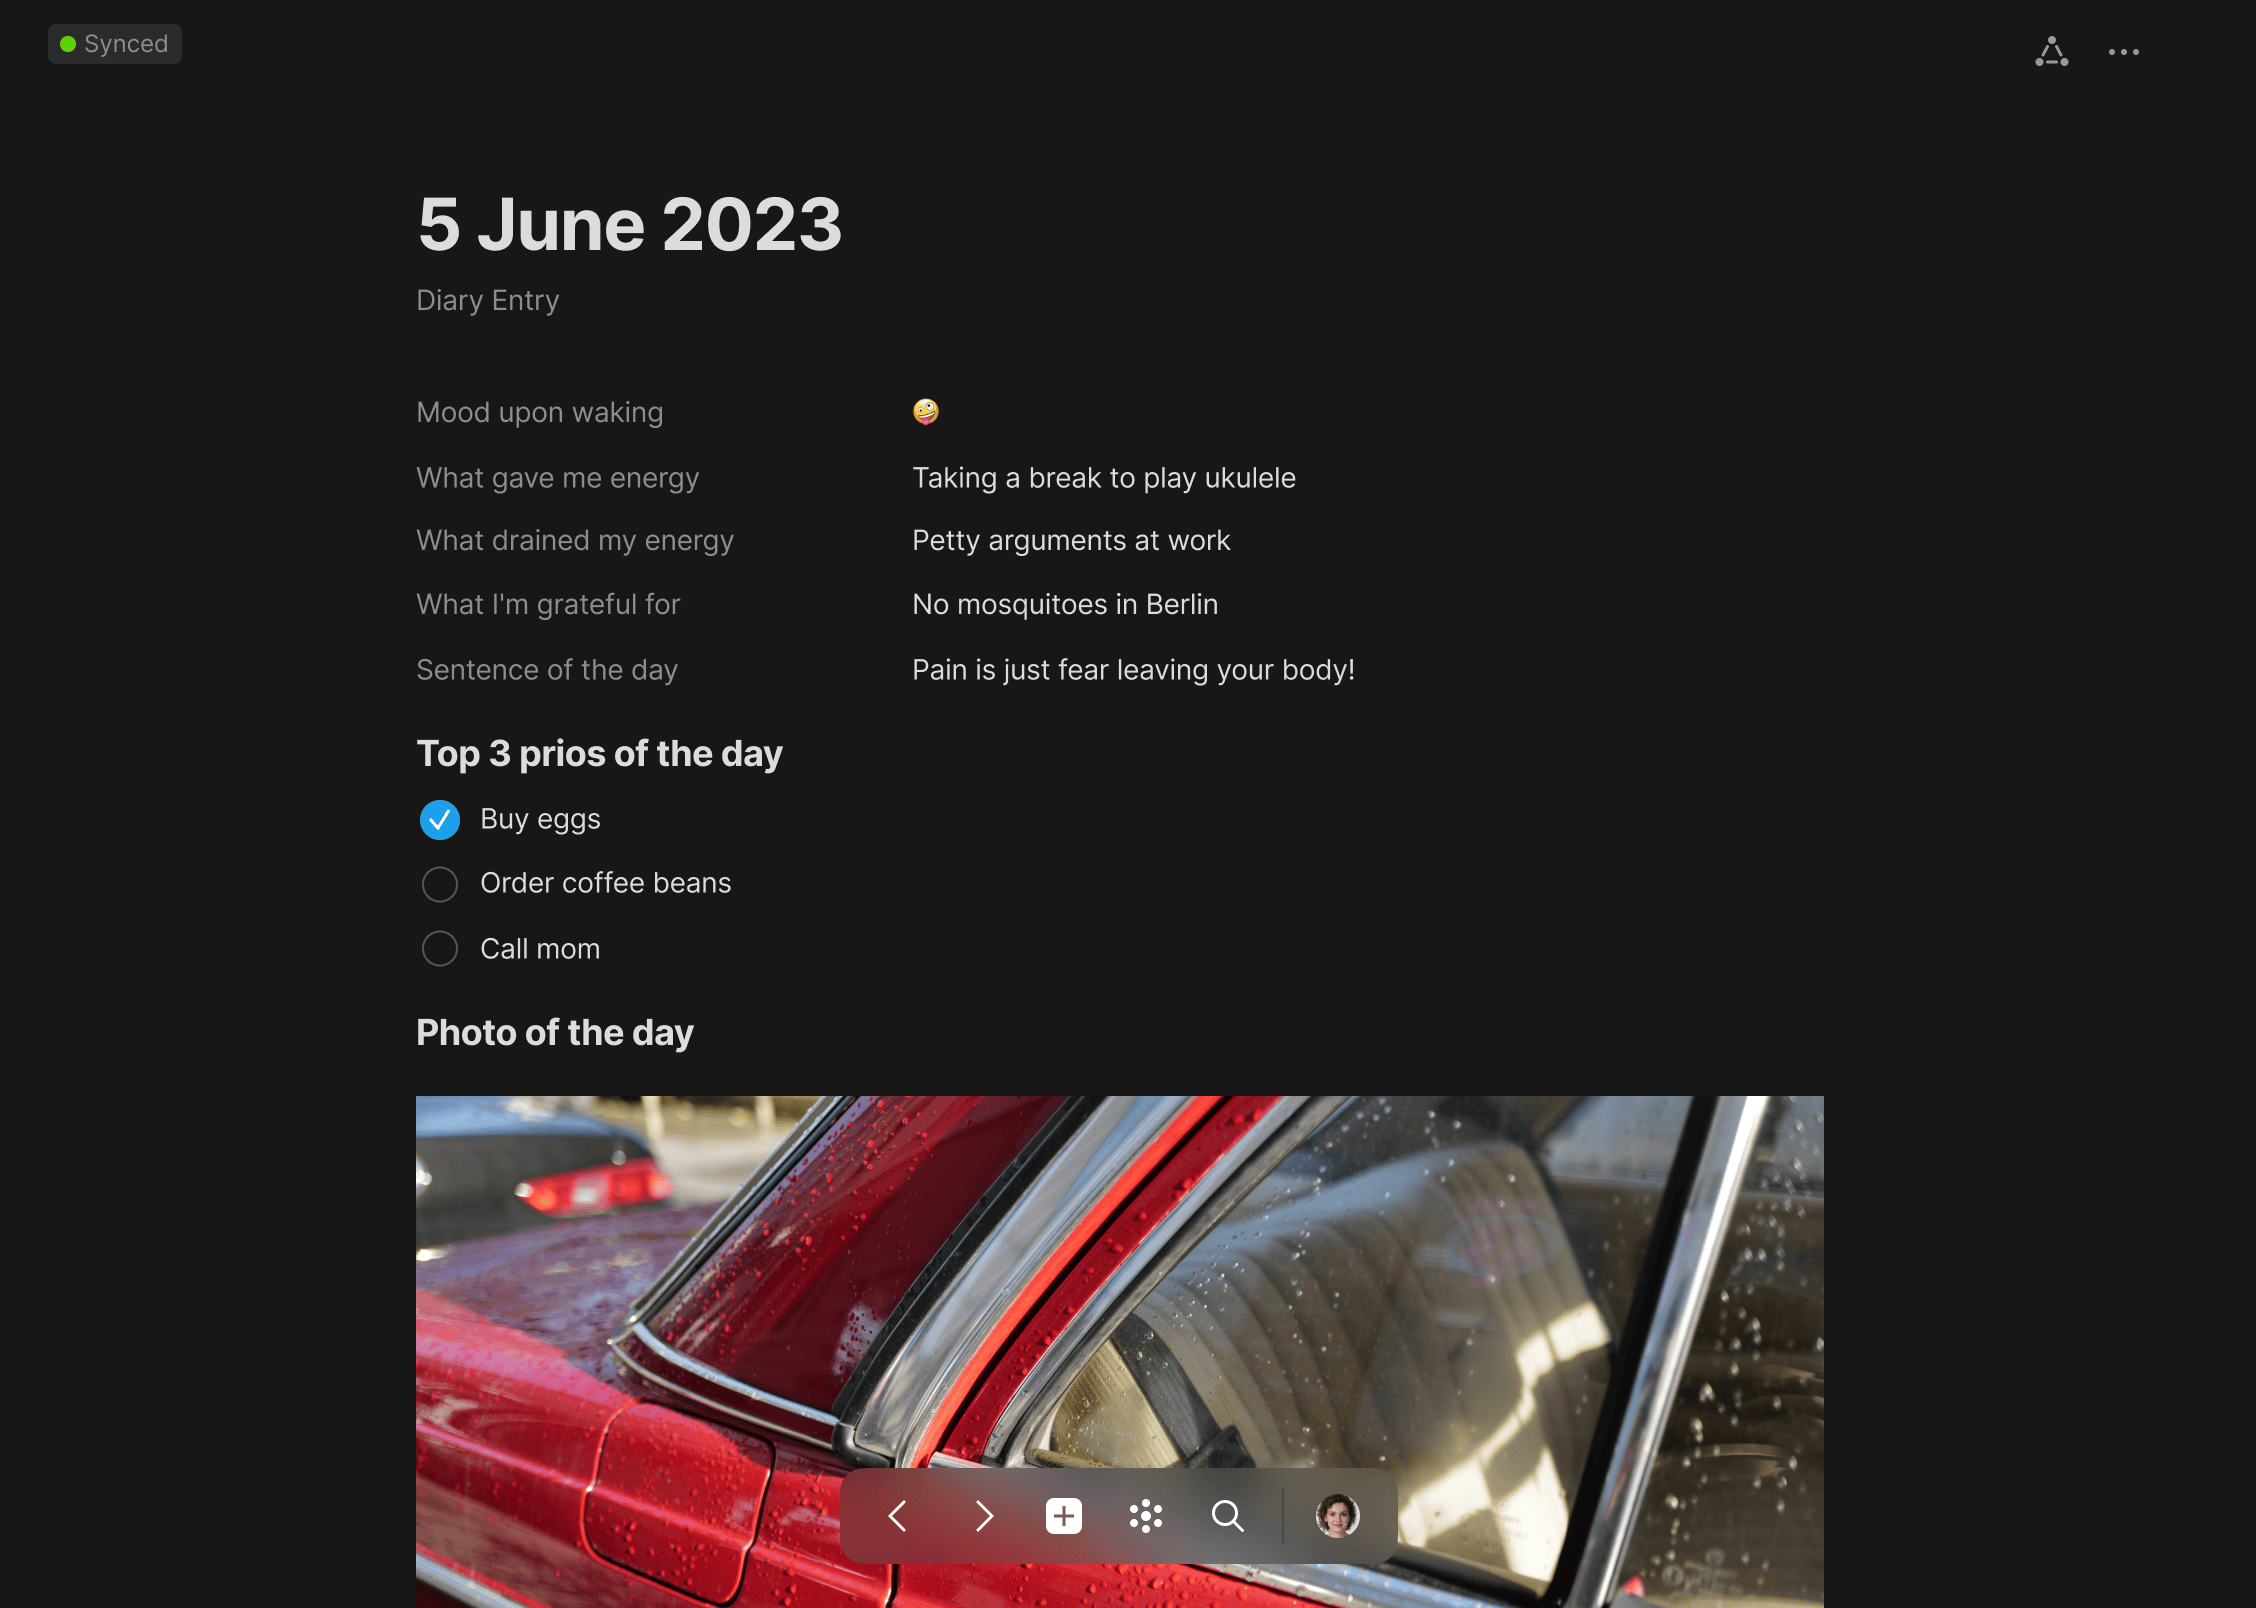 Synced
5 June 2023
Diary Entry
Mood upon waking 🤪
What gave me energy Taking a break to play ukulele
What drained my energy Petty arguments at work
What I'm grateful for No mosquitoes in Berlin
Sentence of the day Pain is just fear leaving your body!
Top 3 prios of the day
Buy eggs
Order coffee beans
Call mom
Photo of the day